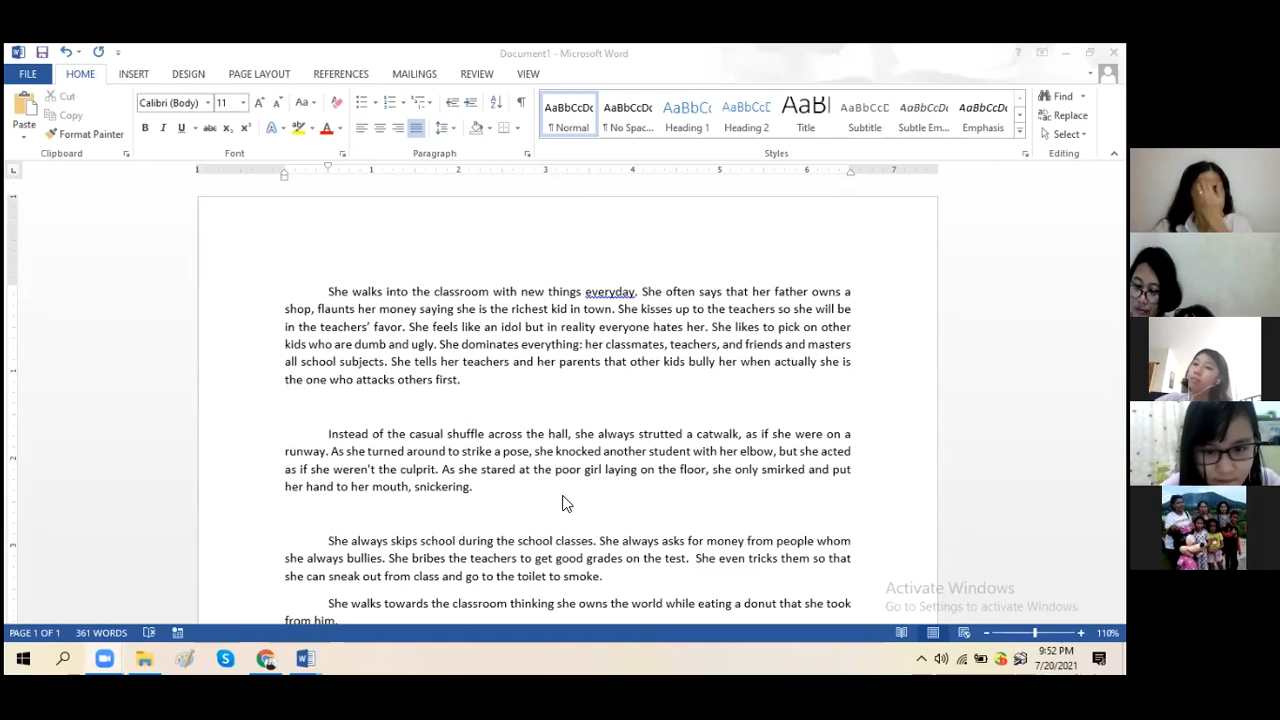 Document1 - Microsoft Word
FILE HOME INSERT DESIGN PAGE LAYOUT REFERENCES MAILINGS REVIEW VIEW
Cut
Copy
Format Painter
Paste
Calibri (Body) 11
AaBbCcDc AaBbCcDc AaBbCc AaBbCcD AaB AaBbCcD AaBbCcDc AaBbCcDc
¶ Normal ¶ No Spac... Heading 1 Heading 2 Title Subtitle Subtle Em... Emphasis
Find
Replace
Select
Clipboard Font Paragraph Styles Editing
1 1 2 3 4 5 6 7
She walks into the classroom with new things everyday. She often says that her father owns a
shop, flaunts her money saying she is the richest kid in town. She kisses up to the teachers so she will be
in the teachers’ favor. She feels like an idol but in reality everyone hates her. She likes to pick on other
kids who are dumb and ugly. She dominates everything: her classmates, teachers, and friends and masters
all school subjects. She tells her teachers and her parents that other kids bully her when actually she is
the one who attacks others first.
Instead of the casual shuffle across the hall, she always strutted a catwalk, as if she were on a
runway. As she turned around to strike a pose, she knocked another student with her elbow, but she acted
as if she weren't the culprit. As she stared at the poor girl laying on the floor, she only smirked and put
her hand to her mouth, snickering.
She always skips school during the school classes. She always asks for money from people whom
she always bullies. She bribes the teachers to get good grades on the test.  She even tricks them so that
she can sneak out from class and go to the toilet to smoke.
She walks towards the classroom thinking she owns the world while eating a donut that she took
from him.
Activate Windows
Go to Settings to activate Windows.
PAGE 1 OF 1 361 WORDS 110%
9:52 PM
7/20/2021